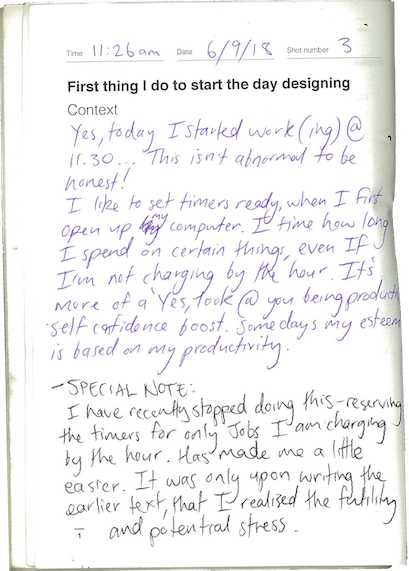 Time 11:26am Date 6/9/18 Shot number 3
First thing I do to start the day designing
Context
Yes, today I started work(ing) @
11.30... This isn't abnormal to be
honest!
I like to set timers ready, when I first
open up my computer. I time how long
I spend on certain things, even If
I'm not charging by the hour. It's
more of a 'Yes, look @ you being producti
self confidence boost. Some days my esteem
is based on my productivity.
- SPECIAL NOTE:
I have recently stopped doing this - reserving
the timers for only Jobs I am charging
by the hour. Has made me a little
easier. It was only upon writing the
earlier text, that I realised the futility
and potential stress.